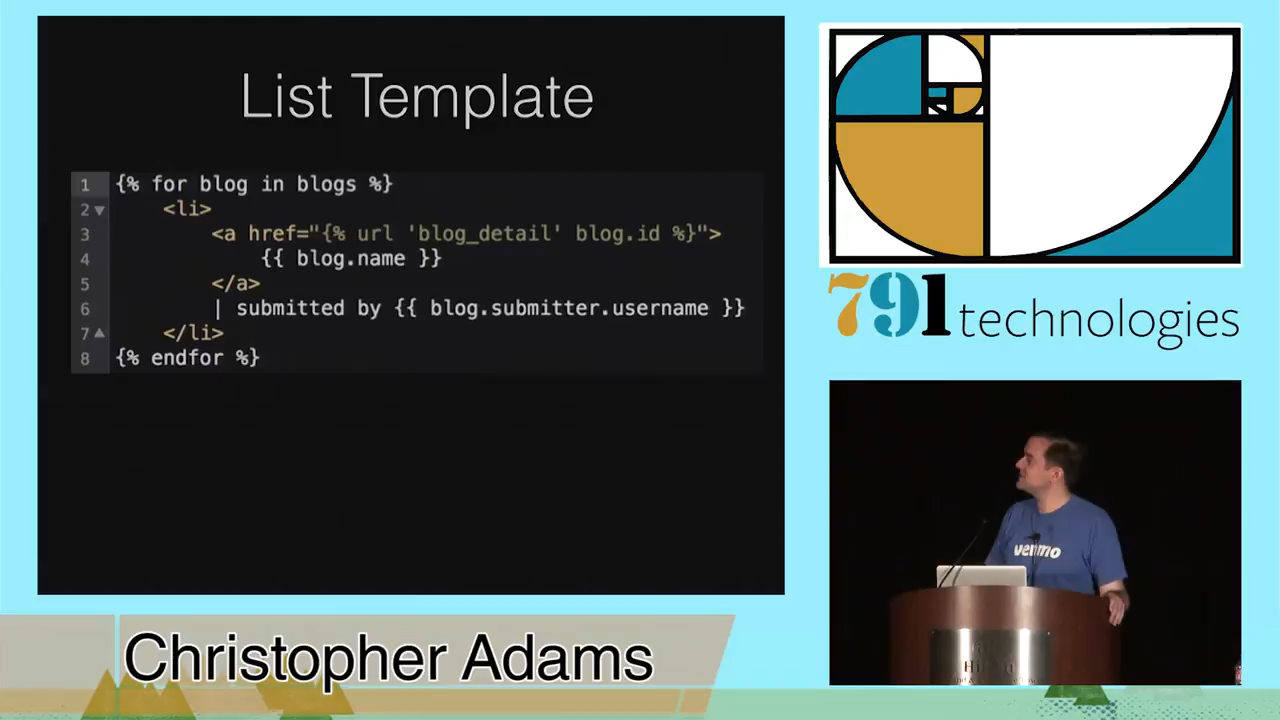 List Template
1 {% for blog in blogs %}
2 <li>
3 <a href="{% url 'blog_detail' blog.id %}">
4 {{ blog.name }}
5 </a>
6 | submitted by {{ blog.submitter.username }}
7 </li>
8 {% endfor %}
791 technologies
venmo
Christopher Adams